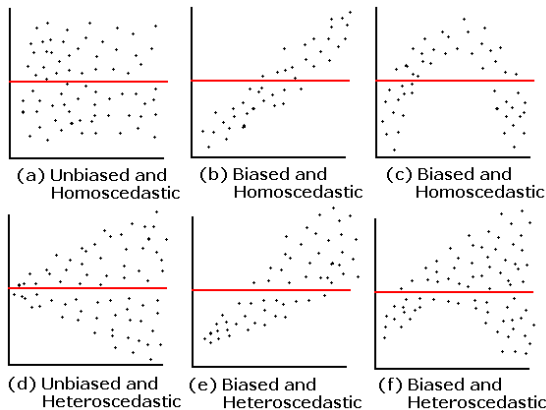 (a) Unbiased and
Homoscedastic
(b) Biased and
Homoscedastic
(c) Biased and
Homoscedastic
(d) Unbiased and
Heteroscedastic
(e) Biased and
Heteroscedastic
(f) Biased and
Heteroscedastic